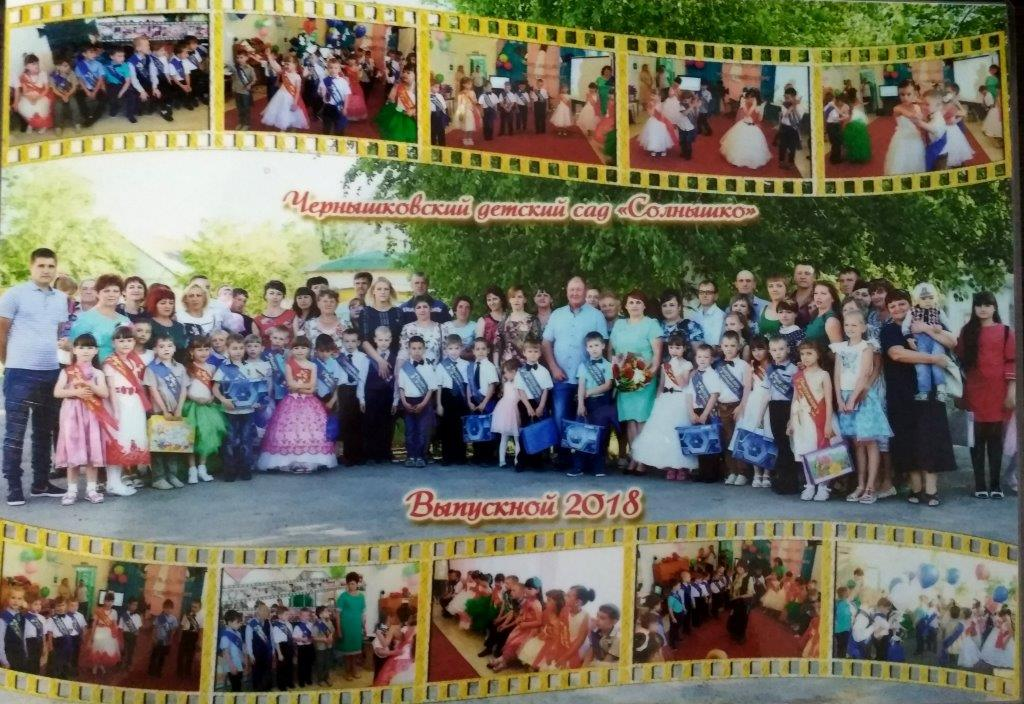 Чернышковский детский сад «Солнышко»
Выпускной 2018